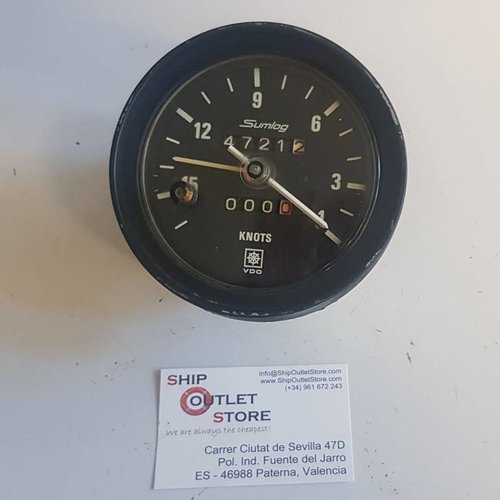 9
6
12
Sumlog
47212
3
15
0000
1
KNOTS
VDO
info@ShipOutletStore.com
www.ShipOutletStore.com
(+34) 961 672 243
SHIP
OUTLET
STORE
We are always the cheapest!
Carrer Ciutat de Sevilla 47D
Pol. Ind. Fuente del Jarro
ES - 46988 Paterna, Valencia